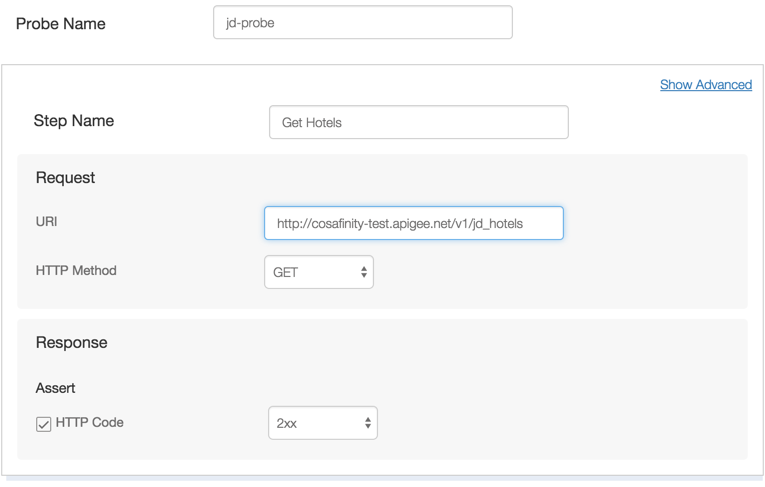 Probe Name jd-probe
Show Advanced
Step Name Get Hotels
Request
URI http://cosafinity-test.apigee.net/v1/jd_hotels
HTTP Method GET
Response
Assert
HTTP Code 2xx